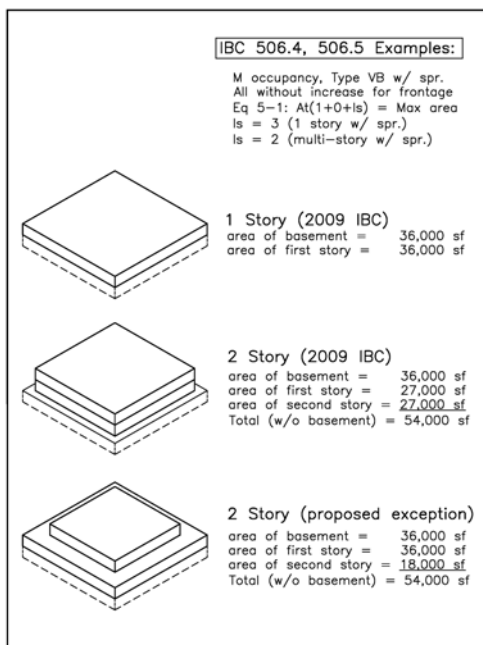 IBC 506.4, 506.5 Examples:
M occupancy, Type VB w/ spr.
All without increase for frontage
Eq 5-1: At(1+0+Is) = Max area
Is = 3 (1 story w/ spr.)
Is = 2 (multi-story w/ spr.)
1 Story (2009 IBC)
area of basement = 36,000 sf
area of first story = 36,000 sf
2 Story (2009 IBC)
area of basement = 36,000 sf
area of first story = 27,000 sf
area of second story = 27,000 sf
Total (w/o basement) = 54,000 sf
2 Story (proposed exception)
area of basement = 36,000 sf
area of first story = 36,000 sf
area of second story = 18,000 sf
Total (w/o basement) = 54,000 sf